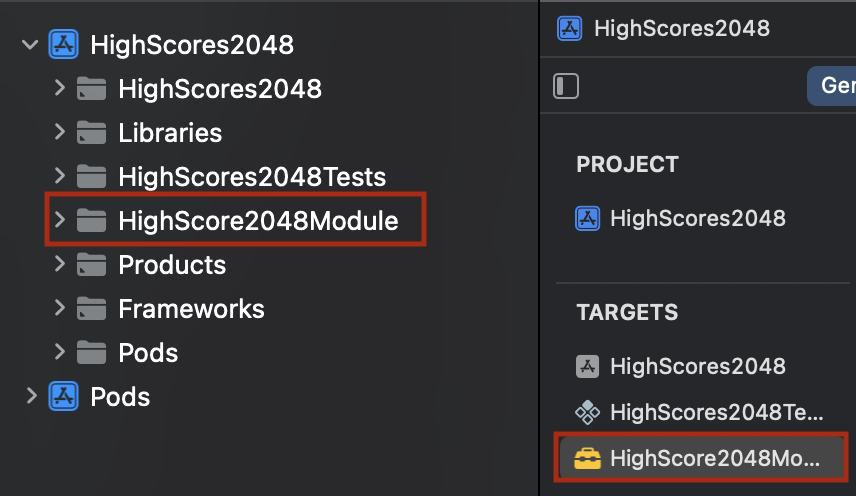 HighScores2048
HighScores2048
Libraries
HighScores2048Tests
HighScore2048Module
Products
Frameworks
Pods
Pods
HighScores2048
Ger
PROJECT
HighScores2048
TARGETS
HighScores2048
HighScores2048Te...
HighScore2048Mo...